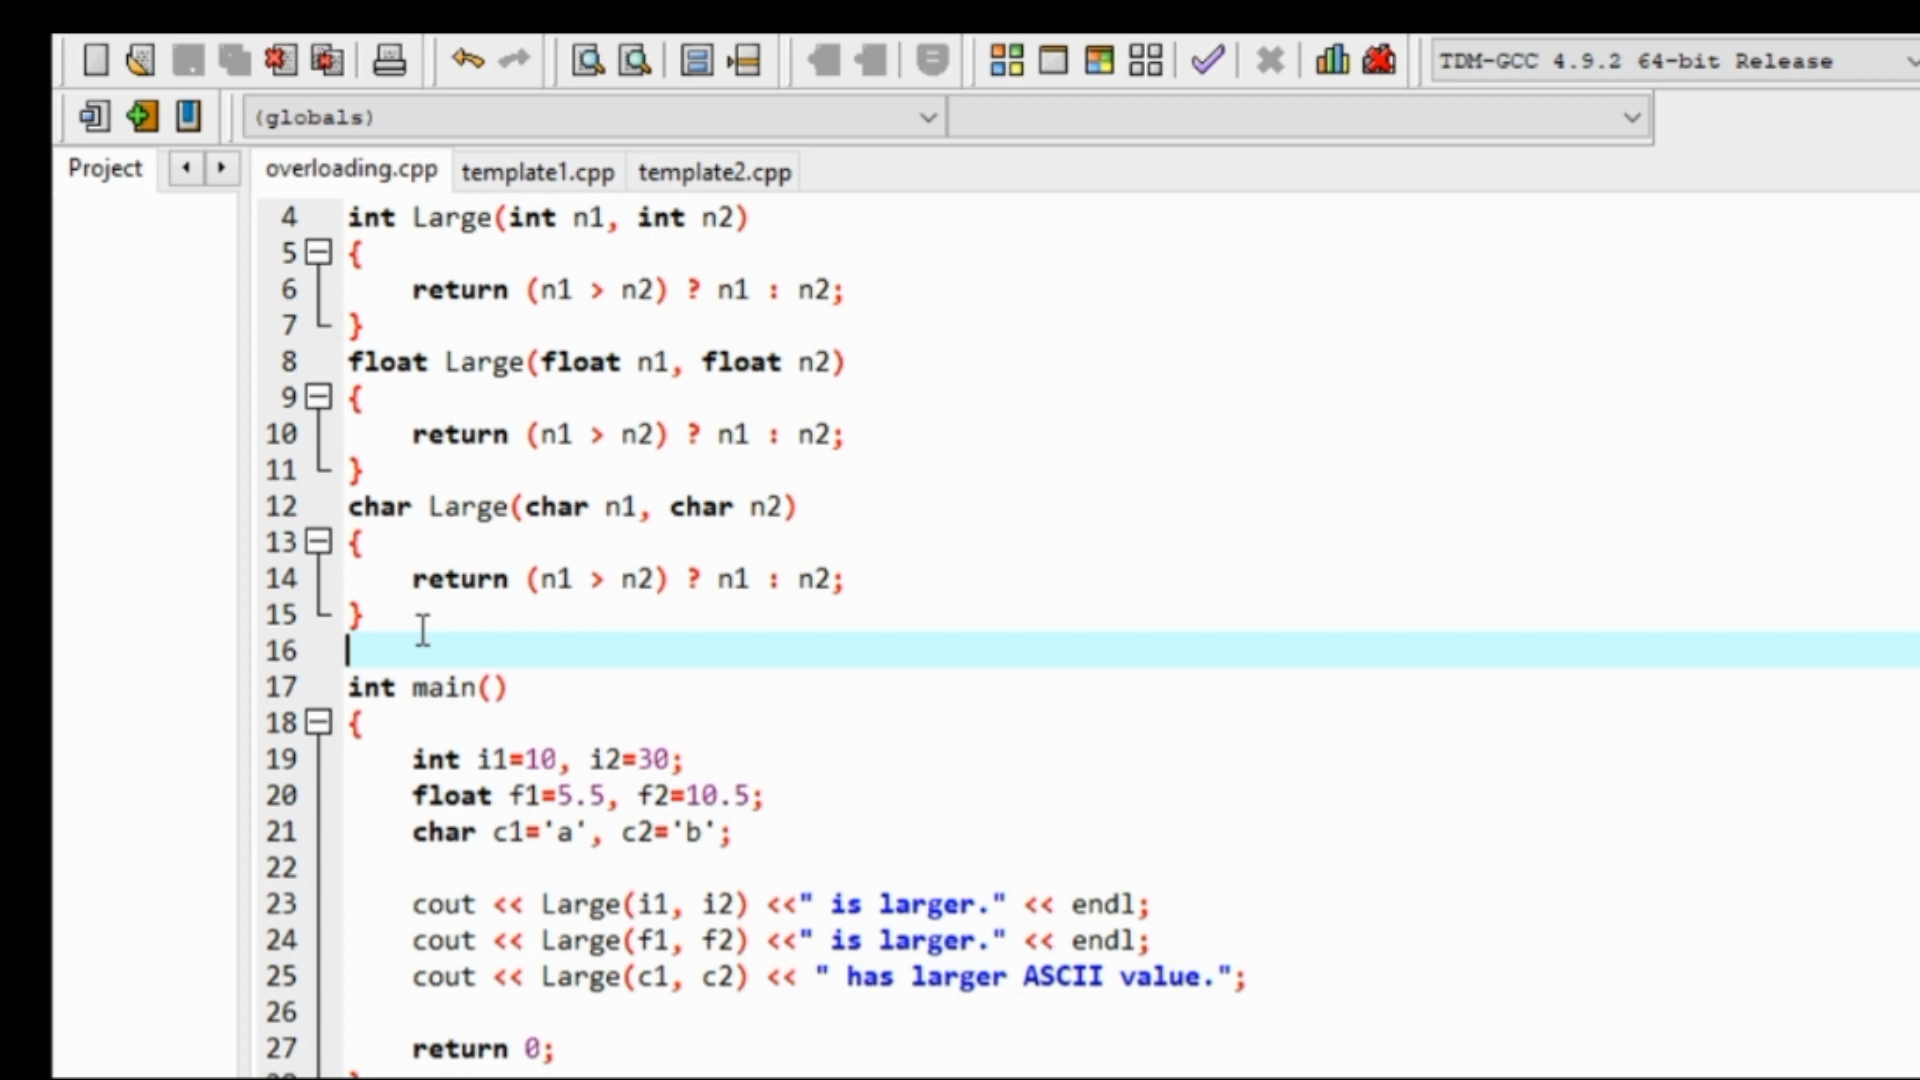 TDM-GCC 4.9.2 64-bit Release
(globals)
Project
overloading.cpp template1.cpp template2.cpp
4 int Large(int n1, int n2)
5 {
6 return (n1 > n2) ? n1 : n2;
7 }
8 float Large(float n1, float n2)
9 {
10 return (n1 > n2) ? n1 : n2;
11 }
12 char Large(char n1, char n2)
13 {
14 return (n1 > n2) ? n1 : n2;
15 }
16
17 int main()
18 {
19 int i1=10, i2=30;
20 float f1=5.5, f2=10.5;
21 char c1='a', c2='b';
22
23 cout << Large(i1, i2) <<" is larger." << endl;
24 cout << Large(f1, f2) <<" is larger." << endl;
25 cout << Large(c1, c2) << " has larger ASCII value.";
26
27 return 0;